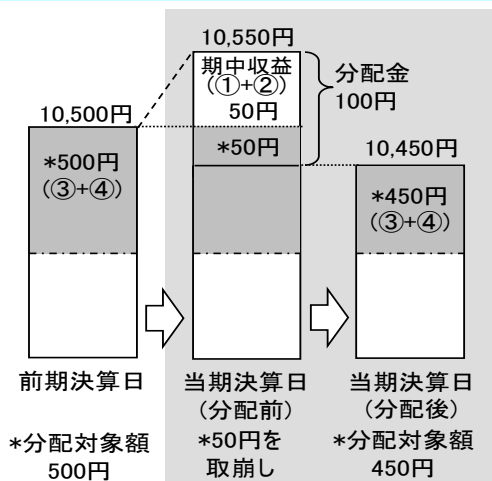 10,550円
期中収益
(①+②)
50円
分配金
100円
10,500円
*500円
(③+④)
*50円
10,450円
*450円
(③+④)
前期決算日
当期決算日
(分配前)
当期決算日
(分配後)
*分配対象額
500円
*50円を
取崩し
*分配対象額
450円